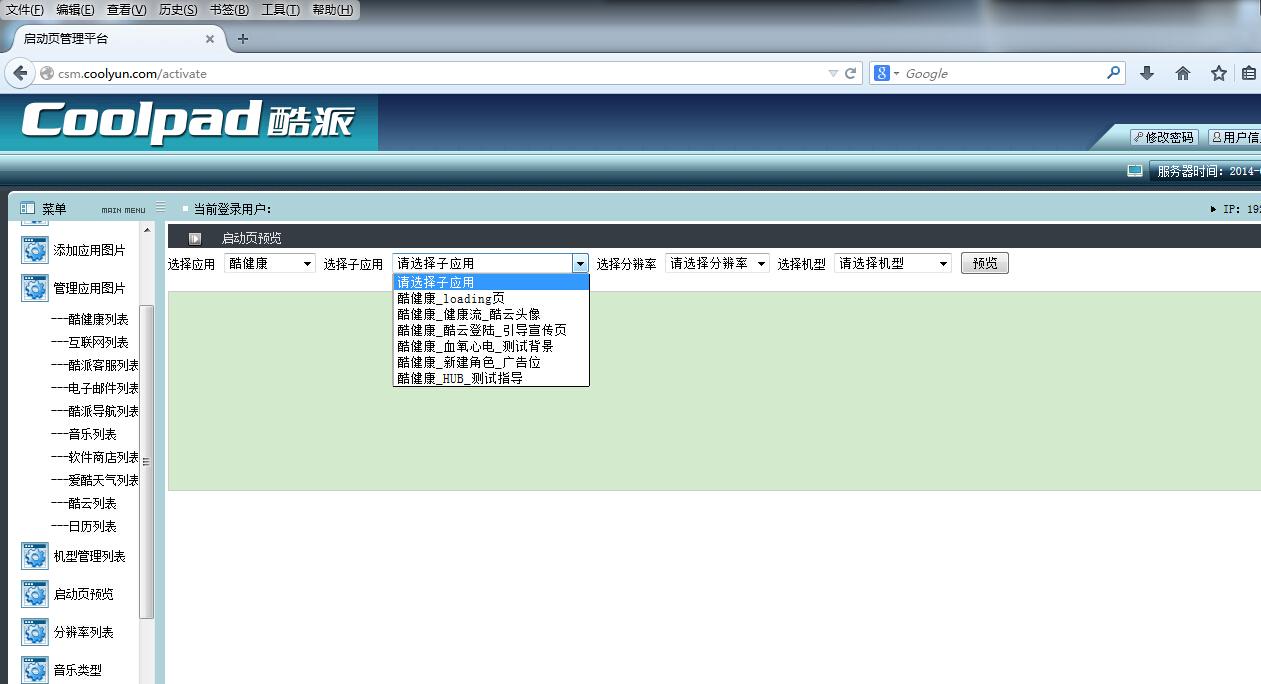 文件(F) 编辑(E) 查看(V) 历史(S) 书签(B) 工具(T) 帮助(H)
启动页管理平台
csm.coolyun.com/activate
8 Google
Coolpad 酷派
修改密码 用户信
服务器时间: 2014-
菜单 MAIN MENU 当前登录用户: IP: 192
启动页预览
选择应用 酷健康 选择子应用 请选择子应用 选择分辨率 请选择分辨率 选择机型 请选择机型 预览
请选择子应用
酷健康_loading页
酷健康_健康流_酷云头像
酷健康_酷云登陆_引导宣传页
酷健康_血氧心电_测试背景
酷健康_新建角色_广告位
酷健康_HUB_测试指导
添加应用图片
管理应用图片
---酷健康列表
---互联网列表
---酷派客服列表
---电子邮件列表
---酷派导航列表
---音乐列表
---软件商店列表
---爱酷天气列表
---酷云列表
---日历列表
机型管理列表
启动页预览
分辨率列表
音乐类型